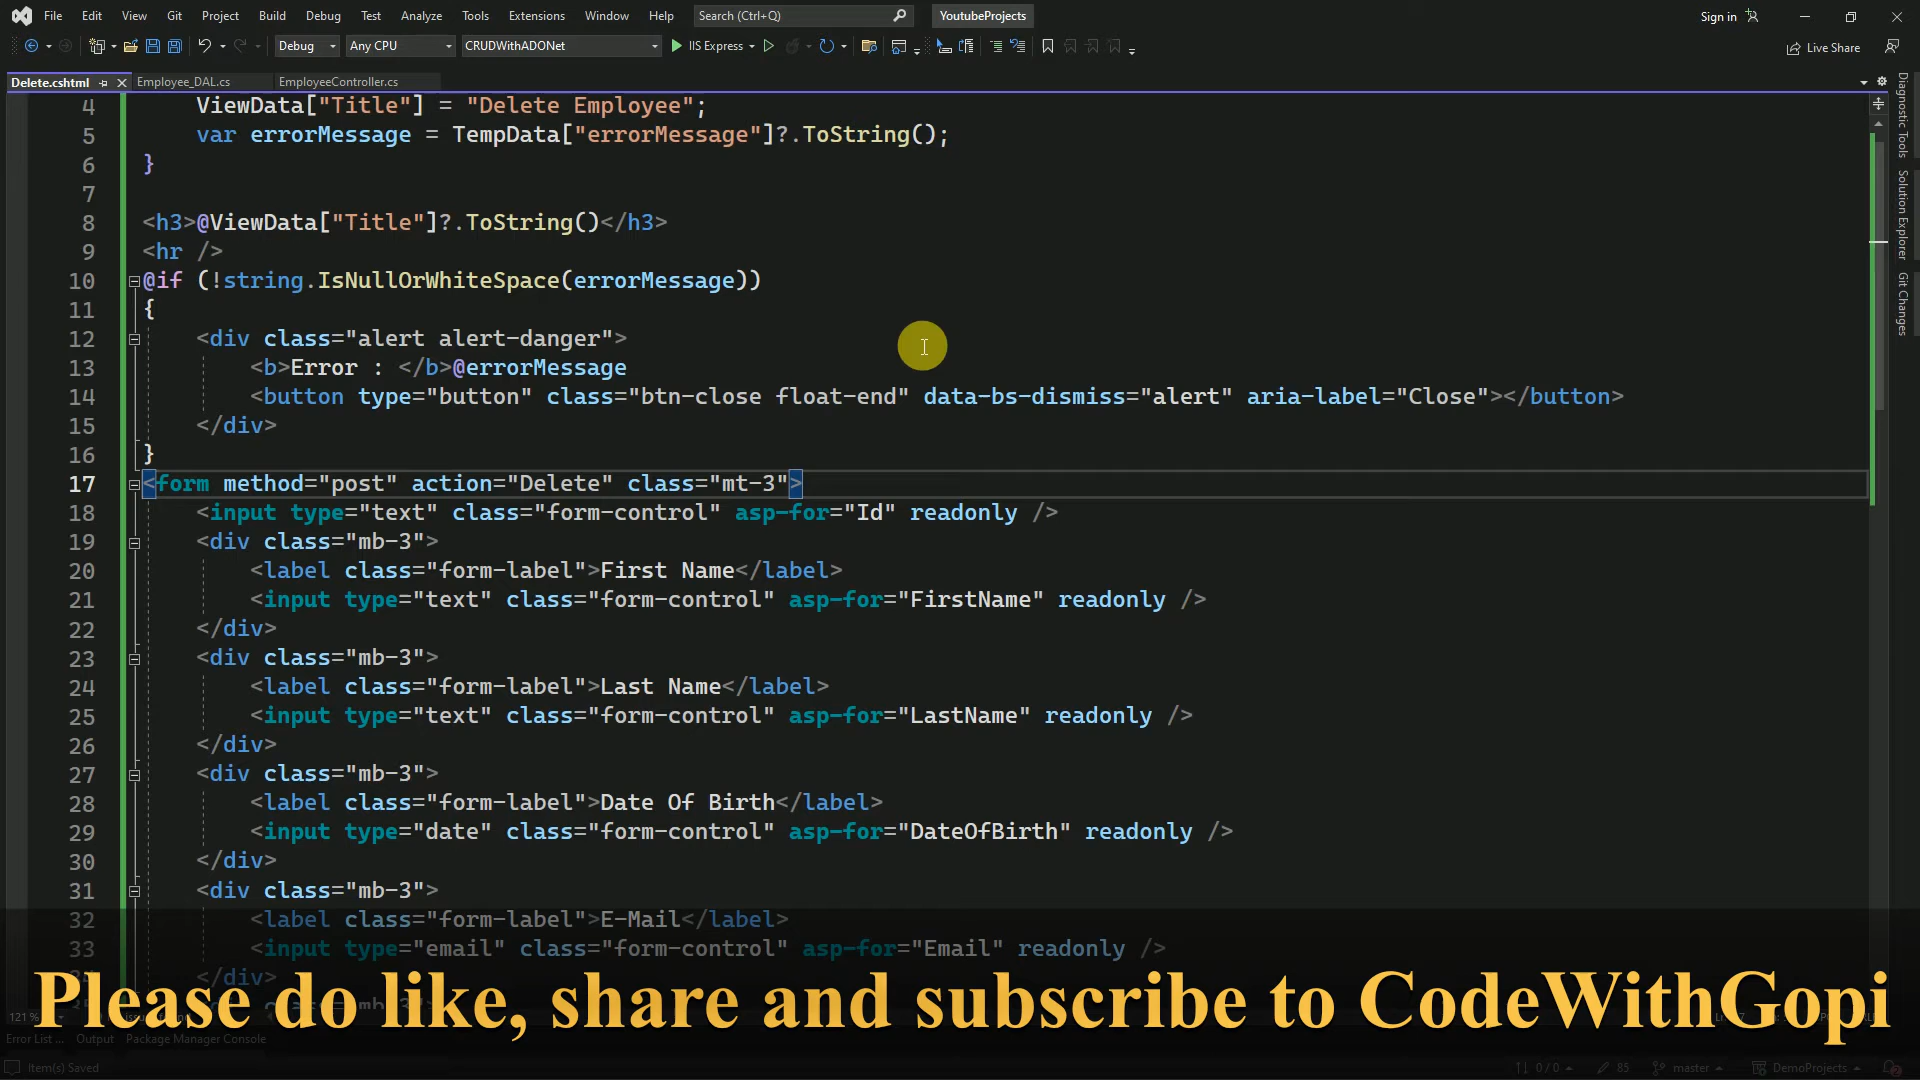 File Edit View Git Project Build Debug Test Analyze Tools Extensions Window Help Search (Ctrl+Q) YoutubeProjects Sign in
Debug Any CPU CRUDWithADONet IIS Express Live Share
Delete.cshtml Employee_DAL.cs EmployeeController.cs
4 ViewData["Title"] = "Delete Employee";
5 var errorMessage = TempData["errorMessage"]?.ToString();
6 }
7
8 <h3>@ViewData["Title"]?.ToString()</h3>
9 <hr />
10 @if (!string.IsNullOrWhiteSpace(errorMessage))
11 {
12 <div class="alert alert-danger">
13 <b>Error : </b>@errorMessage
14 <button type="button" class="btn-close float-end" data-bs-dismiss="alert" aria-label="Close"></button>
15 </div>
16 }
17 <form method="post" action="Delete" class="mt-3">
18 <input type="text" class="form-control" asp-for="Id" readonly />
19 <div class="mb-3">
20 <label class="form-label">First Name</label>
21 <input type="text" class="form-control" asp-for="FirstName" readonly />
22 </div>
23 <div class="mb-3">
24 <label class="form-label">Last Name</label>
25 <input type="text" class="form-control" asp-for="LastName" readonly />
26 </div>
27 <div class="mb-3">
28 <label class="form-label">Date Of Birth</label>
29 <input type="date" class="form-control" asp-for="DateOfBirth" readonly />
30 </div>
31 <div class="mb-3">
32 <label class="form-label">E-Mail</label>
33 <input type="email" class="form-control" asp-for="Email" readonly />
</div>
Please do like, share and subscribe to CodeWithGopi
121 %
Error List ... Output Package Manager Console
Item(s) Saved 0 / 0 85 master DemoProjects
Diagnostic Tools
Solution Explorer
Git Changes